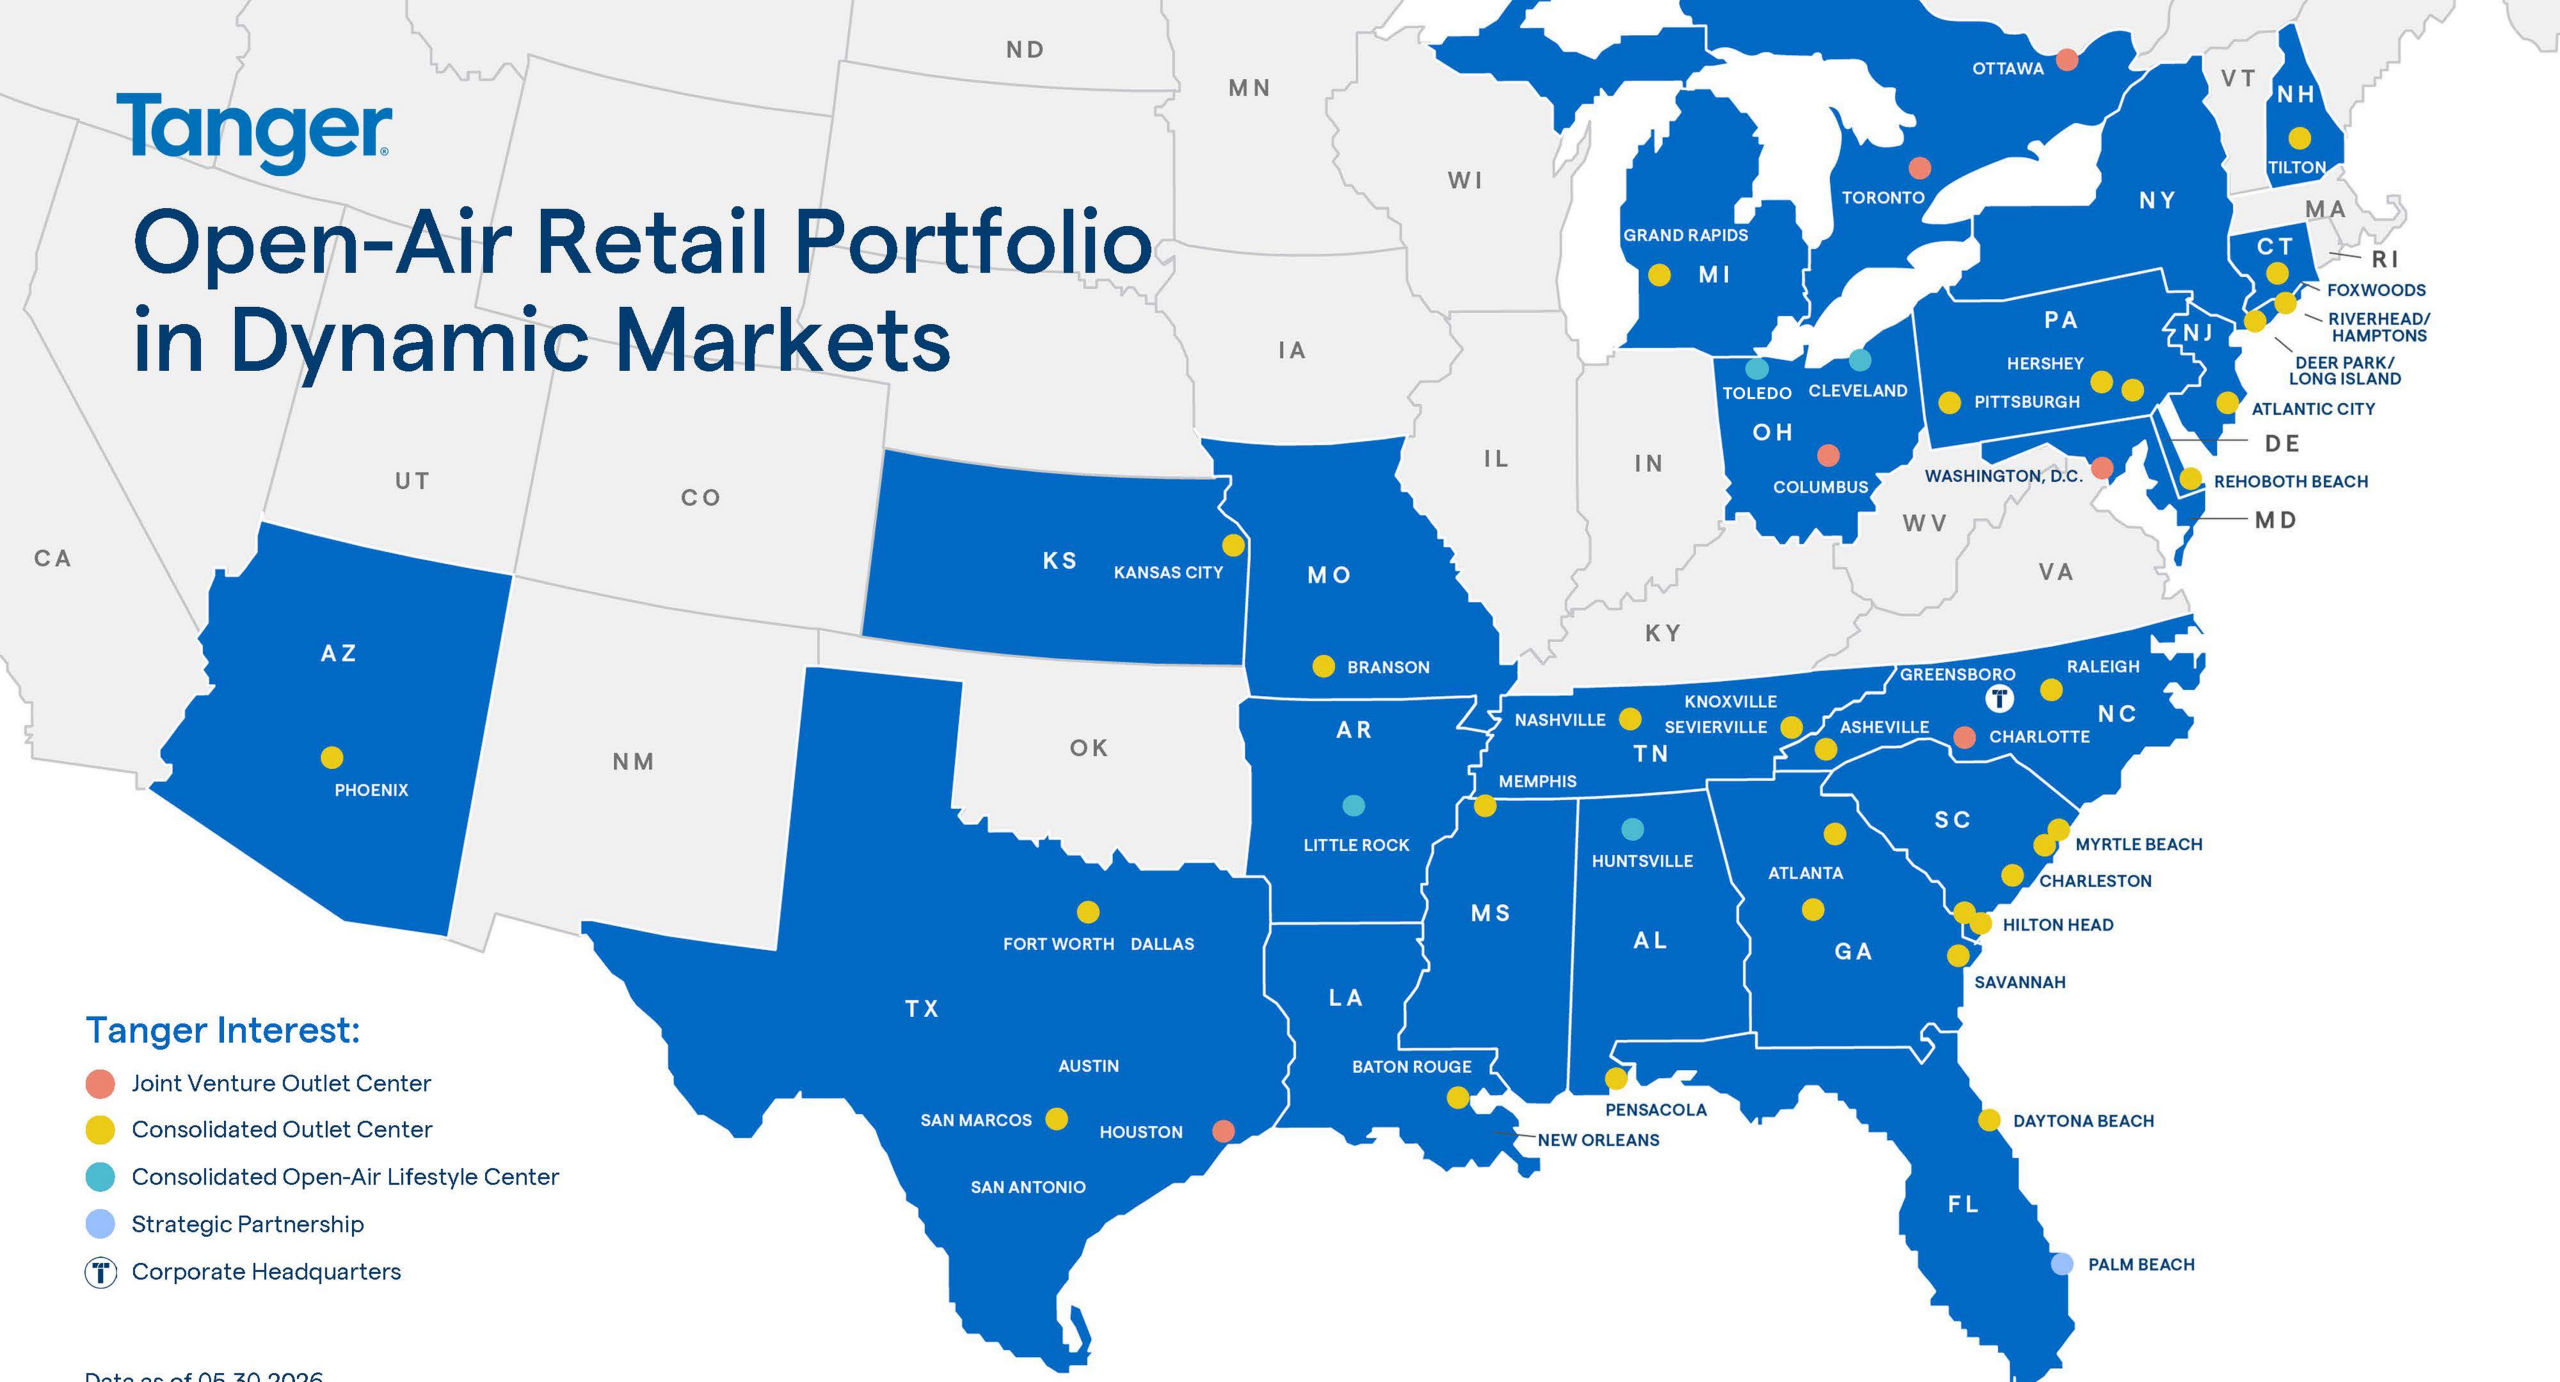 Tanger®
Open-Air Retail Portfolio
in Dynamic Markets
ND
MN
WI
IA
UT
CO
CA
IL
IN
KY
WV
VA
VT
MA
RI
NM
OK
OTTAWA
TORONTO
NH
TILTON
NY
CT
FOXWOODS
RIVERHEAD/
HAMPTONS
DEER PARK/
LONG ISLAND
GRAND RAPIDS
MI
PA
NJ
HERSHEY
PITTSBURGH
ATLANTIC CITY
TOLEDO
CLEVELAND
OH
COLUMBUS
DE
WASHINGTON, D.C.
REHOBOTH BEACH
MD
KS
KANSAS CITY
MO
BRANSON
AZ
PHOENIX
AR
LITTLE ROCK
NASHVILLE
KNOXVILLE
SEVIERVILLE
TN
MEMPHIS
GREENSBORO
T
RALEIGH
NC
ASHEVILLE
CHARLOTTE
SC
MYRTLE BEACH
CHARLESTON
HILTON HEAD
SAVANNAH
HUNTSVILLE
ATLANTA
MS
AL
GA
FORT WORTH
DALLAS
TX
LA
AUSTIN
SAN MARCOS
HOUSTON
SAN ANTONIO
BATON ROUGE
NEW ORLEANS
PENSACOLA
DAYTONA BEACH
FL
PALM BEACH
Tanger Interest:
Joint Venture Outlet Center
Consolidated Outlet Center
Consolidated Open-Air Lifestyle Center
Strategic Partnership
T Corporate Headquarters
Data as of 05.30.2026